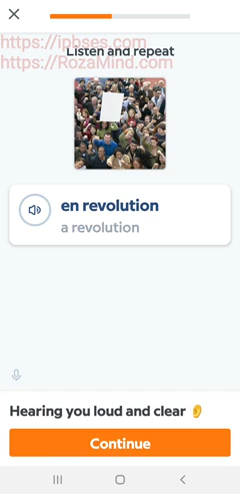 https://ipbses.com
Listen and repeat
https://RozaMind.com
en revolution
a revolution
Hearing you loud and clear 👂
Continue